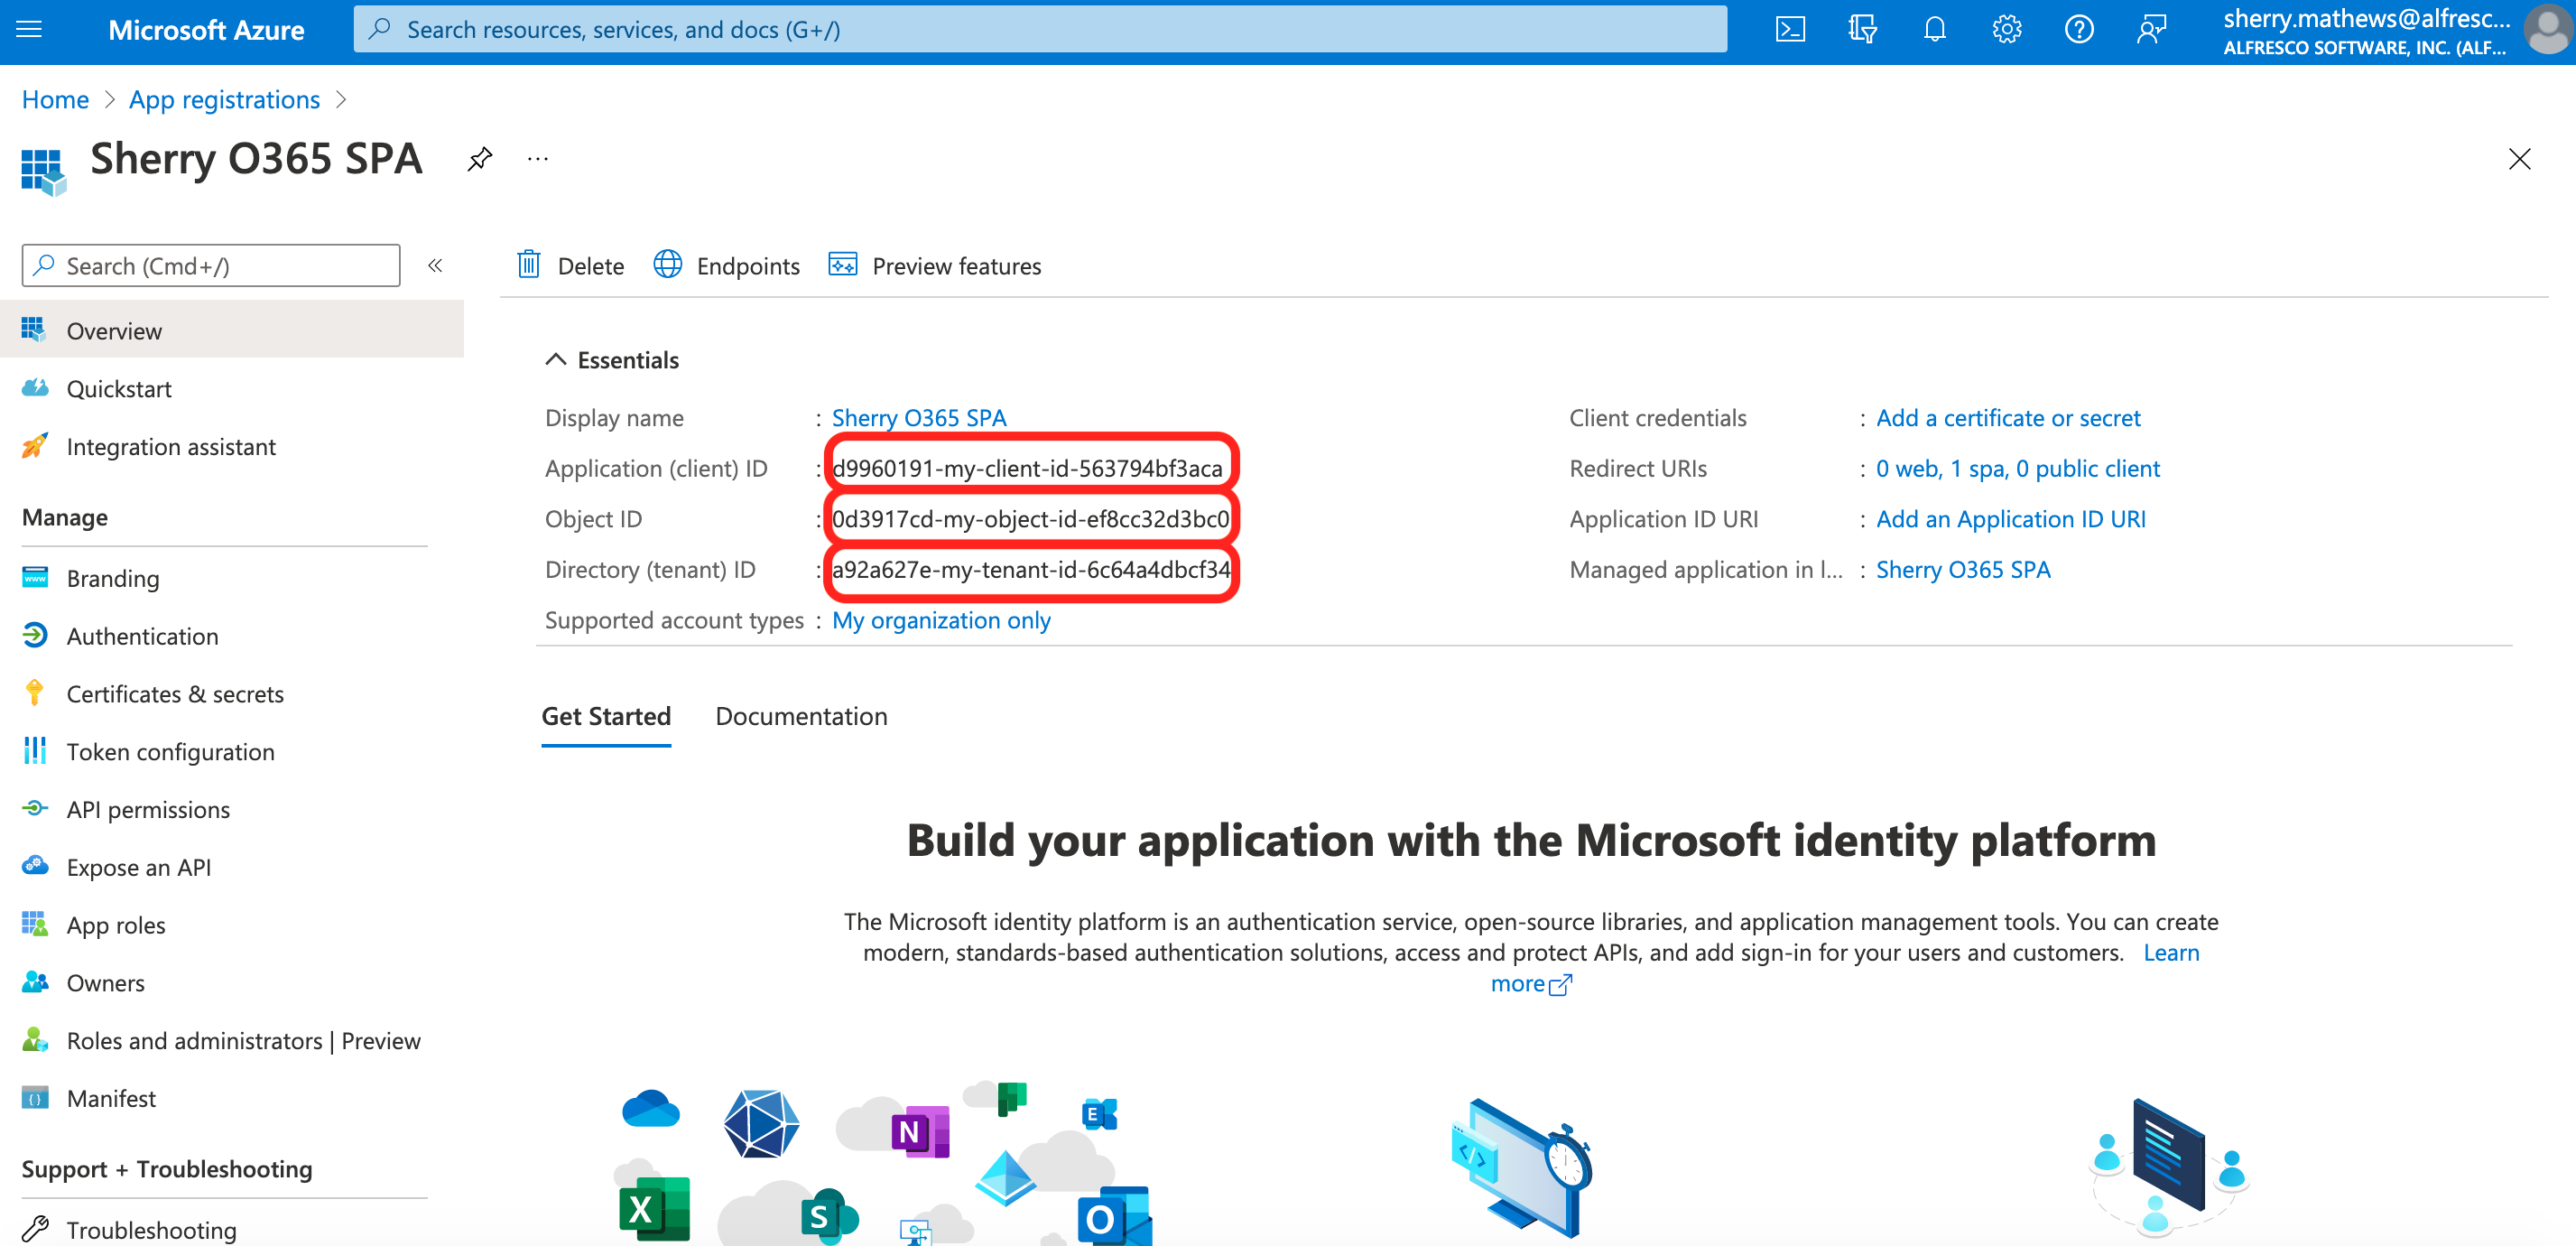 Microsoft Azure
Search resources, services, and docs (G+/)
sherry.mathews@alfresc...
ALFRESCO SOFTWARE, INC. (ALF...
Home > App registrations >
Sherry O365 SPA ...
Search (Cmd+/) «
Delete Endpoints Preview features
Overview
Quickstart
Integration assistant
Manage
Branding
Authentication
Certificates & secrets
Token configuration
API permissions
Expose an API
App roles
Owners
Roles and administrators | Preview
Manifest
Support + Troubleshooting
Troubleshooting
Essentials
Display name : Sherry O365 SPA
Application (client) ID : d9960191-my-client-id-563794bf3aca
Object ID : 0d3917cd-my-object-id-ef8cc32d3bc0
Directory (tenant) ID : a92a627e-my-tenant-id-6c64a4dbcf34
Supported account types : My organization only
Client credentials : Add a certificate or secret
Redirect URIs : 0 web, 1 spa, 0 public client
Application ID URI : Add an Application ID URI
Managed application in l... : Sherry O365 SPA
Get Started Documentation
Build your application with the Microsoft identity platform
The Microsoft identity platform is an authentication service, open-source libraries, and application management tools. You can create
modern, standards-based authentication solutions, access and protect APIs, and add sign-in for your users and customers. Learn
more
N
E
X
S
O